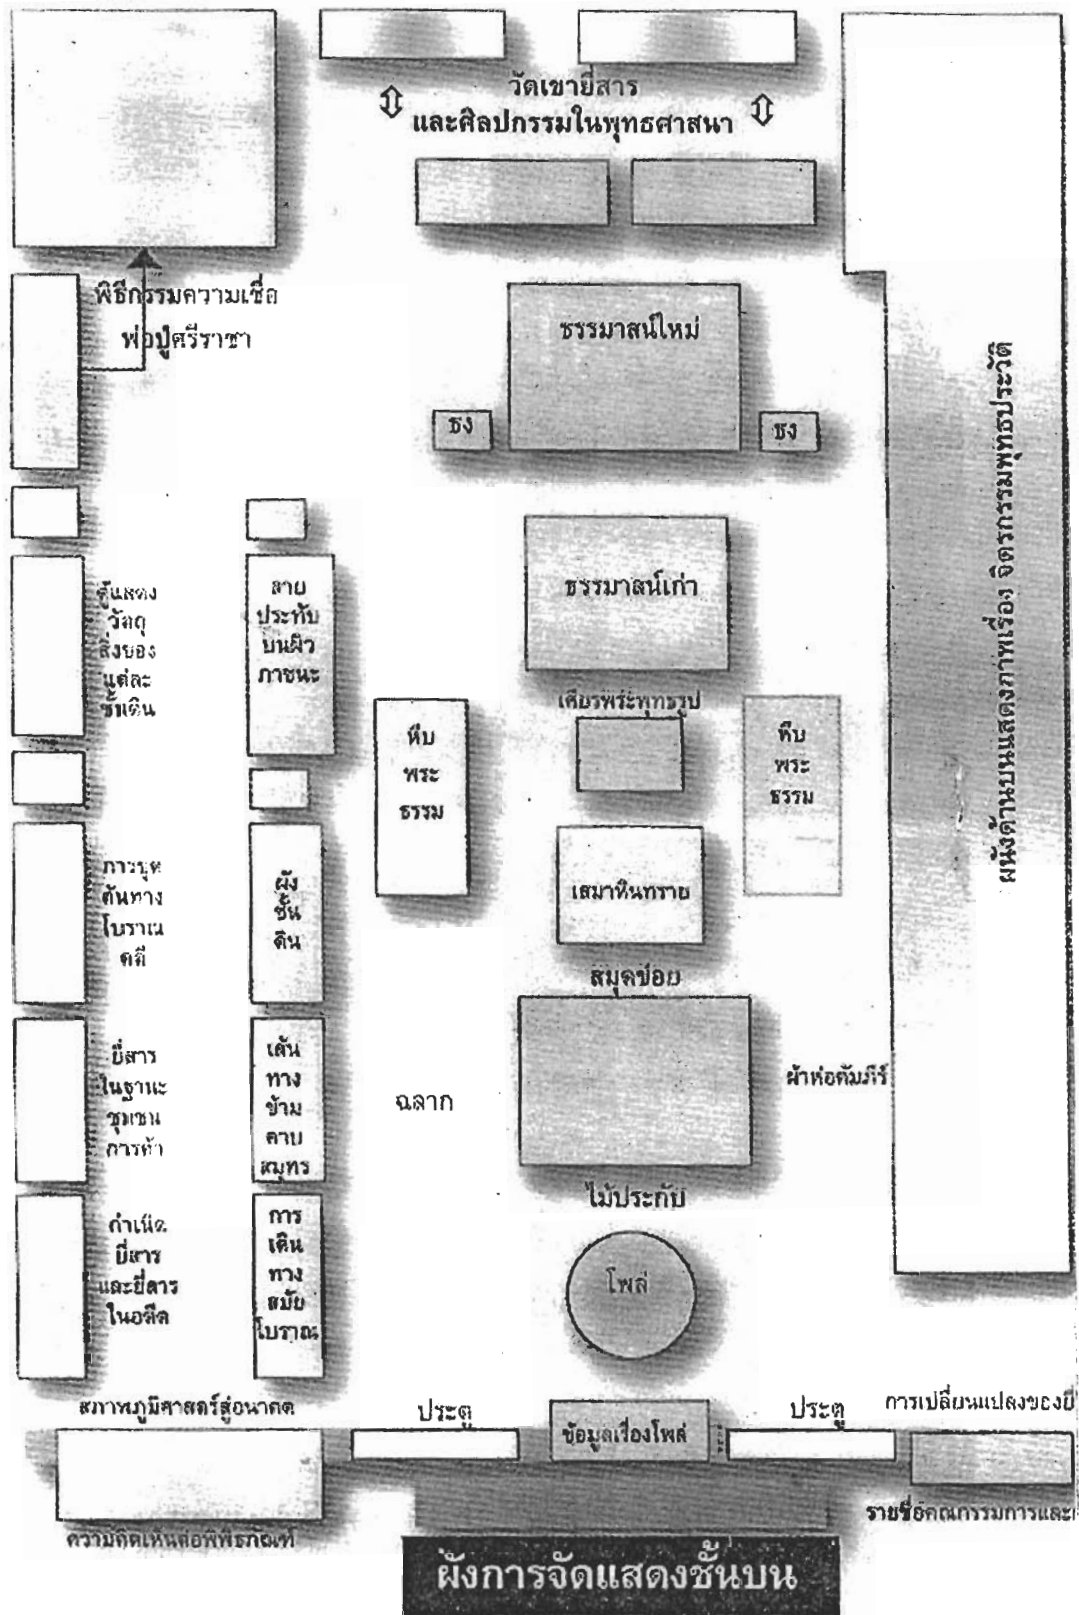 วัดเขายี่สาร
และศิลปกรรมในพุทธศาสนา
พิธีกรรมความเชื่อ
พ่อปู่ศรีราชา
ธรรมาสน์ใหม่
ธง
ธง
ผนังด้านบนแสดงภาพเรื่อง จิตรกรรมพุทธประวัติ
ตู้แสดง
วัตถุ
สิ่งของ
แต่ละ
ชั้นดิน
ลาย
ประทับ
บนผิว
ภาชนะ
ธรรมาสน์เก่า
เศียรพระพุทธรูป
หีบ
พระ
ธรรม
หีบ
พระ
ธรรม
การขุด
ค้นทาง
โบราณ
คดี
ผัง
ชั้น
ดิน
เสมาหินทราย
สมุดข่อย
ยี่สาร
ในฐานะ
ชุมชน
การค้า
เส้น
ทาง
ข้าม
คาบ
สมุทร
ฉลาก
ผ้าห่อคัมภีร์
ไม้ประกับ
กำเนิด
ยี่สาร
และยี่สาร
ในอดีต
การ
เดิน
ทาง
สมัย
โบราณ
โพล่
สภาพภูมิศาสตร์สู่อนาคต
ประตู
ข้อมูลเรื่องโพล่
ประตู
การเปลี่ยนแปลงของยี่
ความคิดเห็นต่อพิพิธภัณฑ์
รายชื่อคณะกรรมการและ
ผังการจัดแสดงชั้นบน